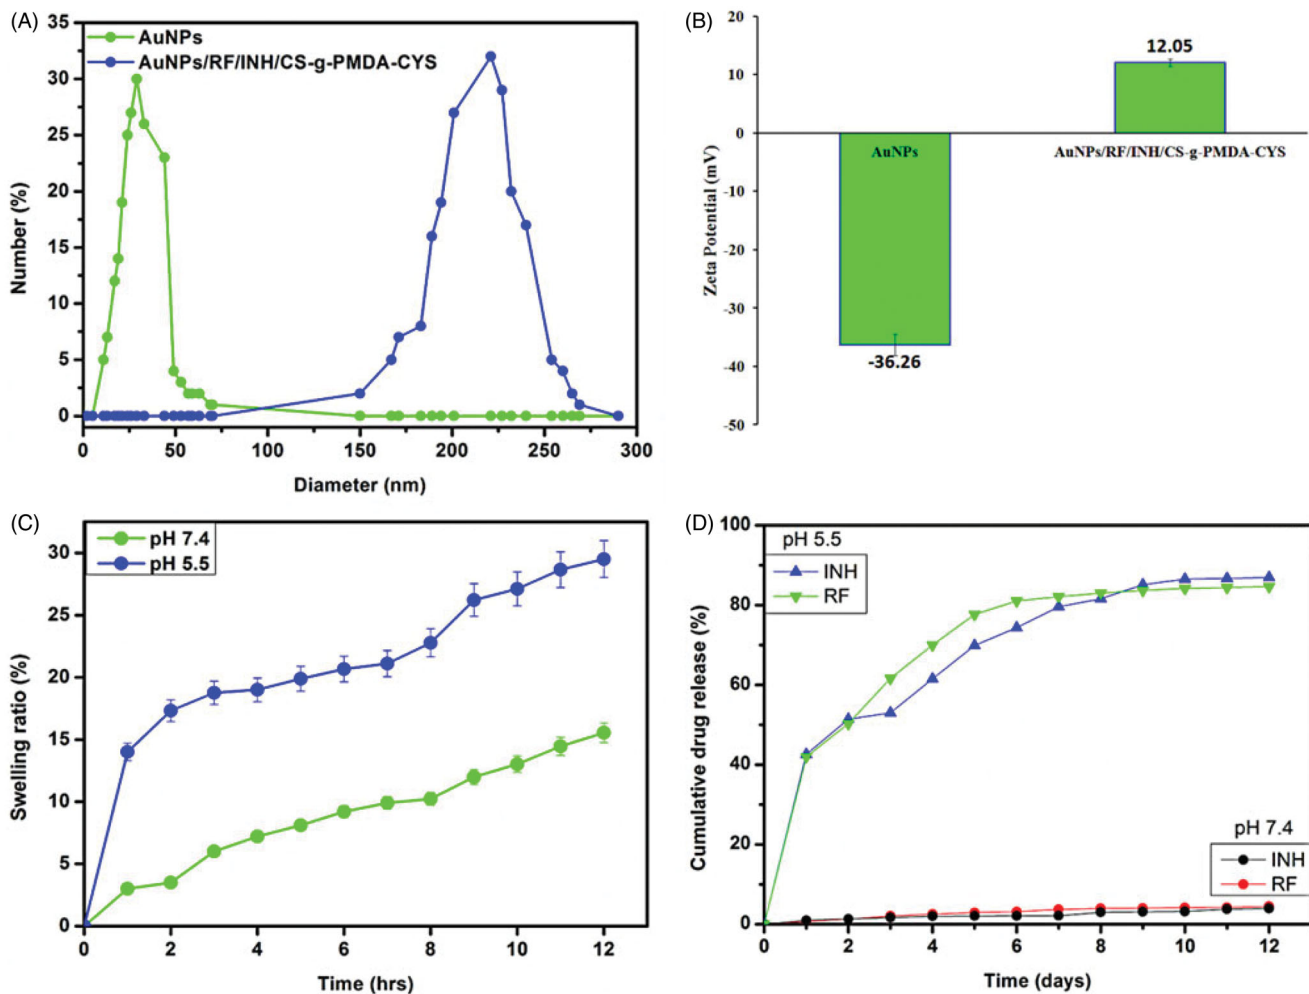 (A)
AuNPs
AuNPs/RF/INH/CS-g-PMDA-CYS
35
30
25
20
15
10
5
0
Number (%)
0 50 100 150 200 250 300
Diameter (nm)
(B)
20
10
0
-10
-20
-30
-40
-50
Zeta Potential (mV)
12.05
AuNPs
AuNPs/RF/INH/CS-g-PMDA-CYS
-36.26
(C)
pH 7.4
pH 5.5
30
25
20
15
10
5
0
Swelling ratio (%)
0 2 4 6 8 10 12
Time (hrs)
(D)
100
80
60
40
20
0
Cumulative drug release (%)
pH 5.5
INH
RF
pH 7.4
INH
RF
0 2 4 6 8 10 12
Time (days)